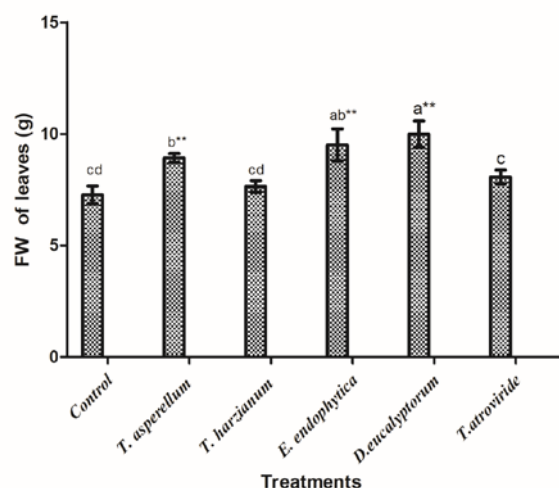 15
10
5
0
FW of leaves (g)
cd
b**
cd
ab**
a**
c
Control
T. asperellum
T. harzianum
E. endophytica
D.eucalyptorum
T.atroviride
Treatments